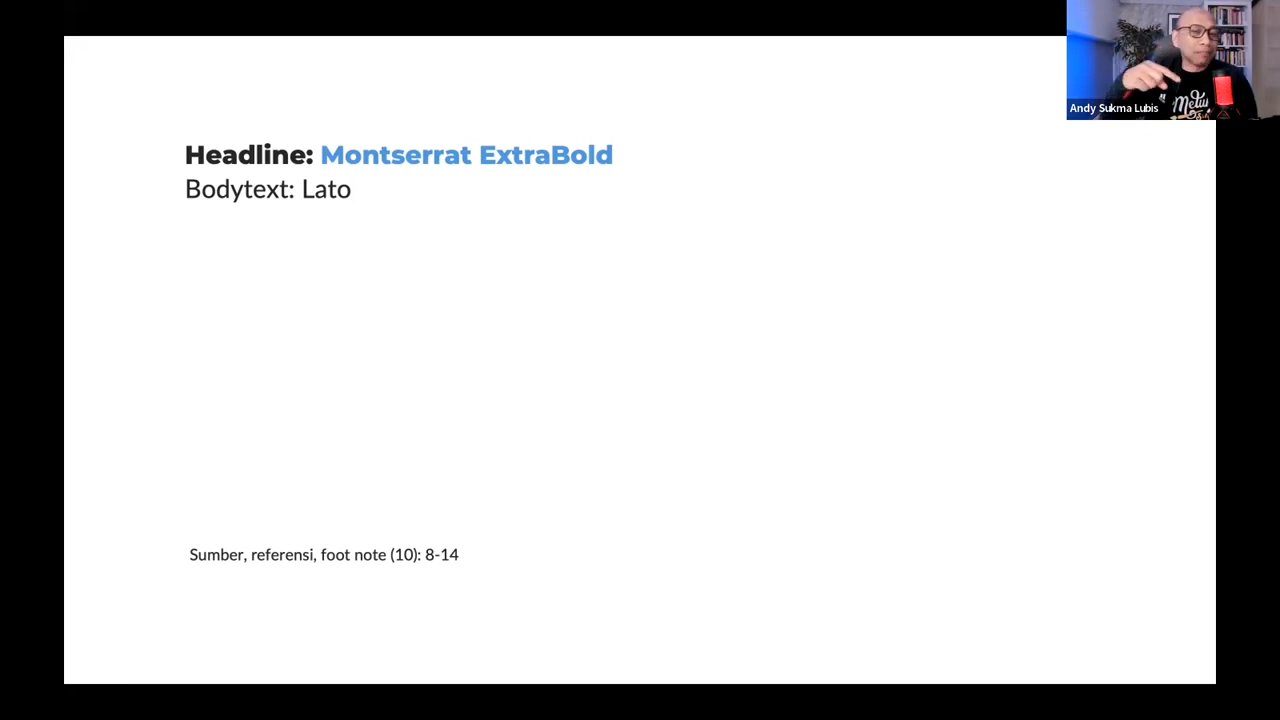 Headline: Montserrat ExtraBold
Bodytext: Lato
Sumber, referensi, foot note (10): 8-14
Andy Sukma Lubis